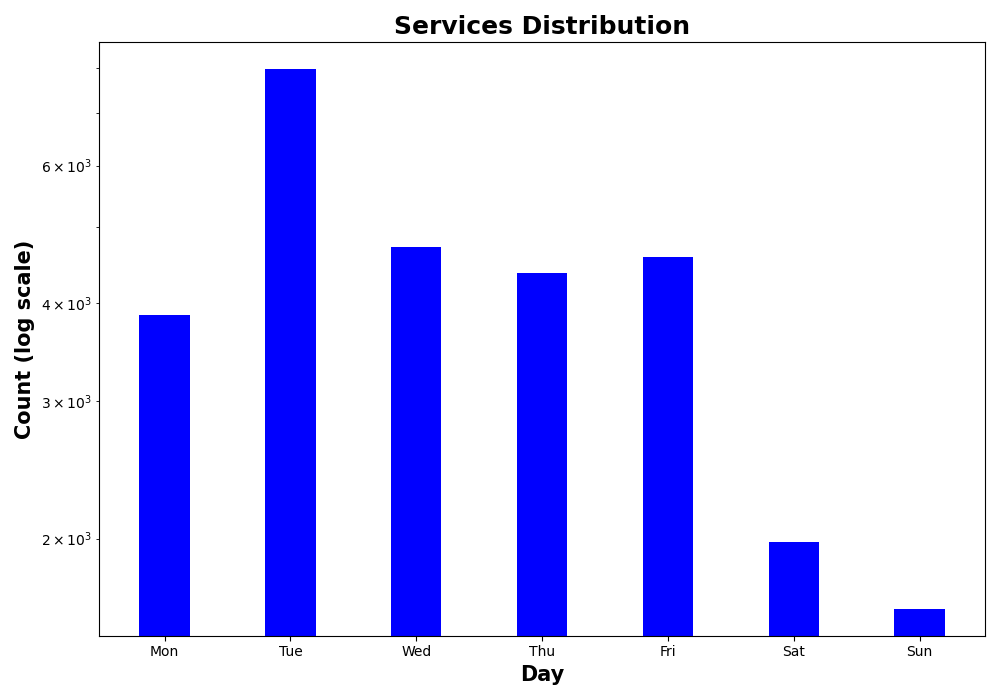 Services Distribution
Count (log scale)
6 × 10³
4 × 10³
3 × 10³
2 × 10³
Mon Tue Wed Thu Fri Sat Sun
Day